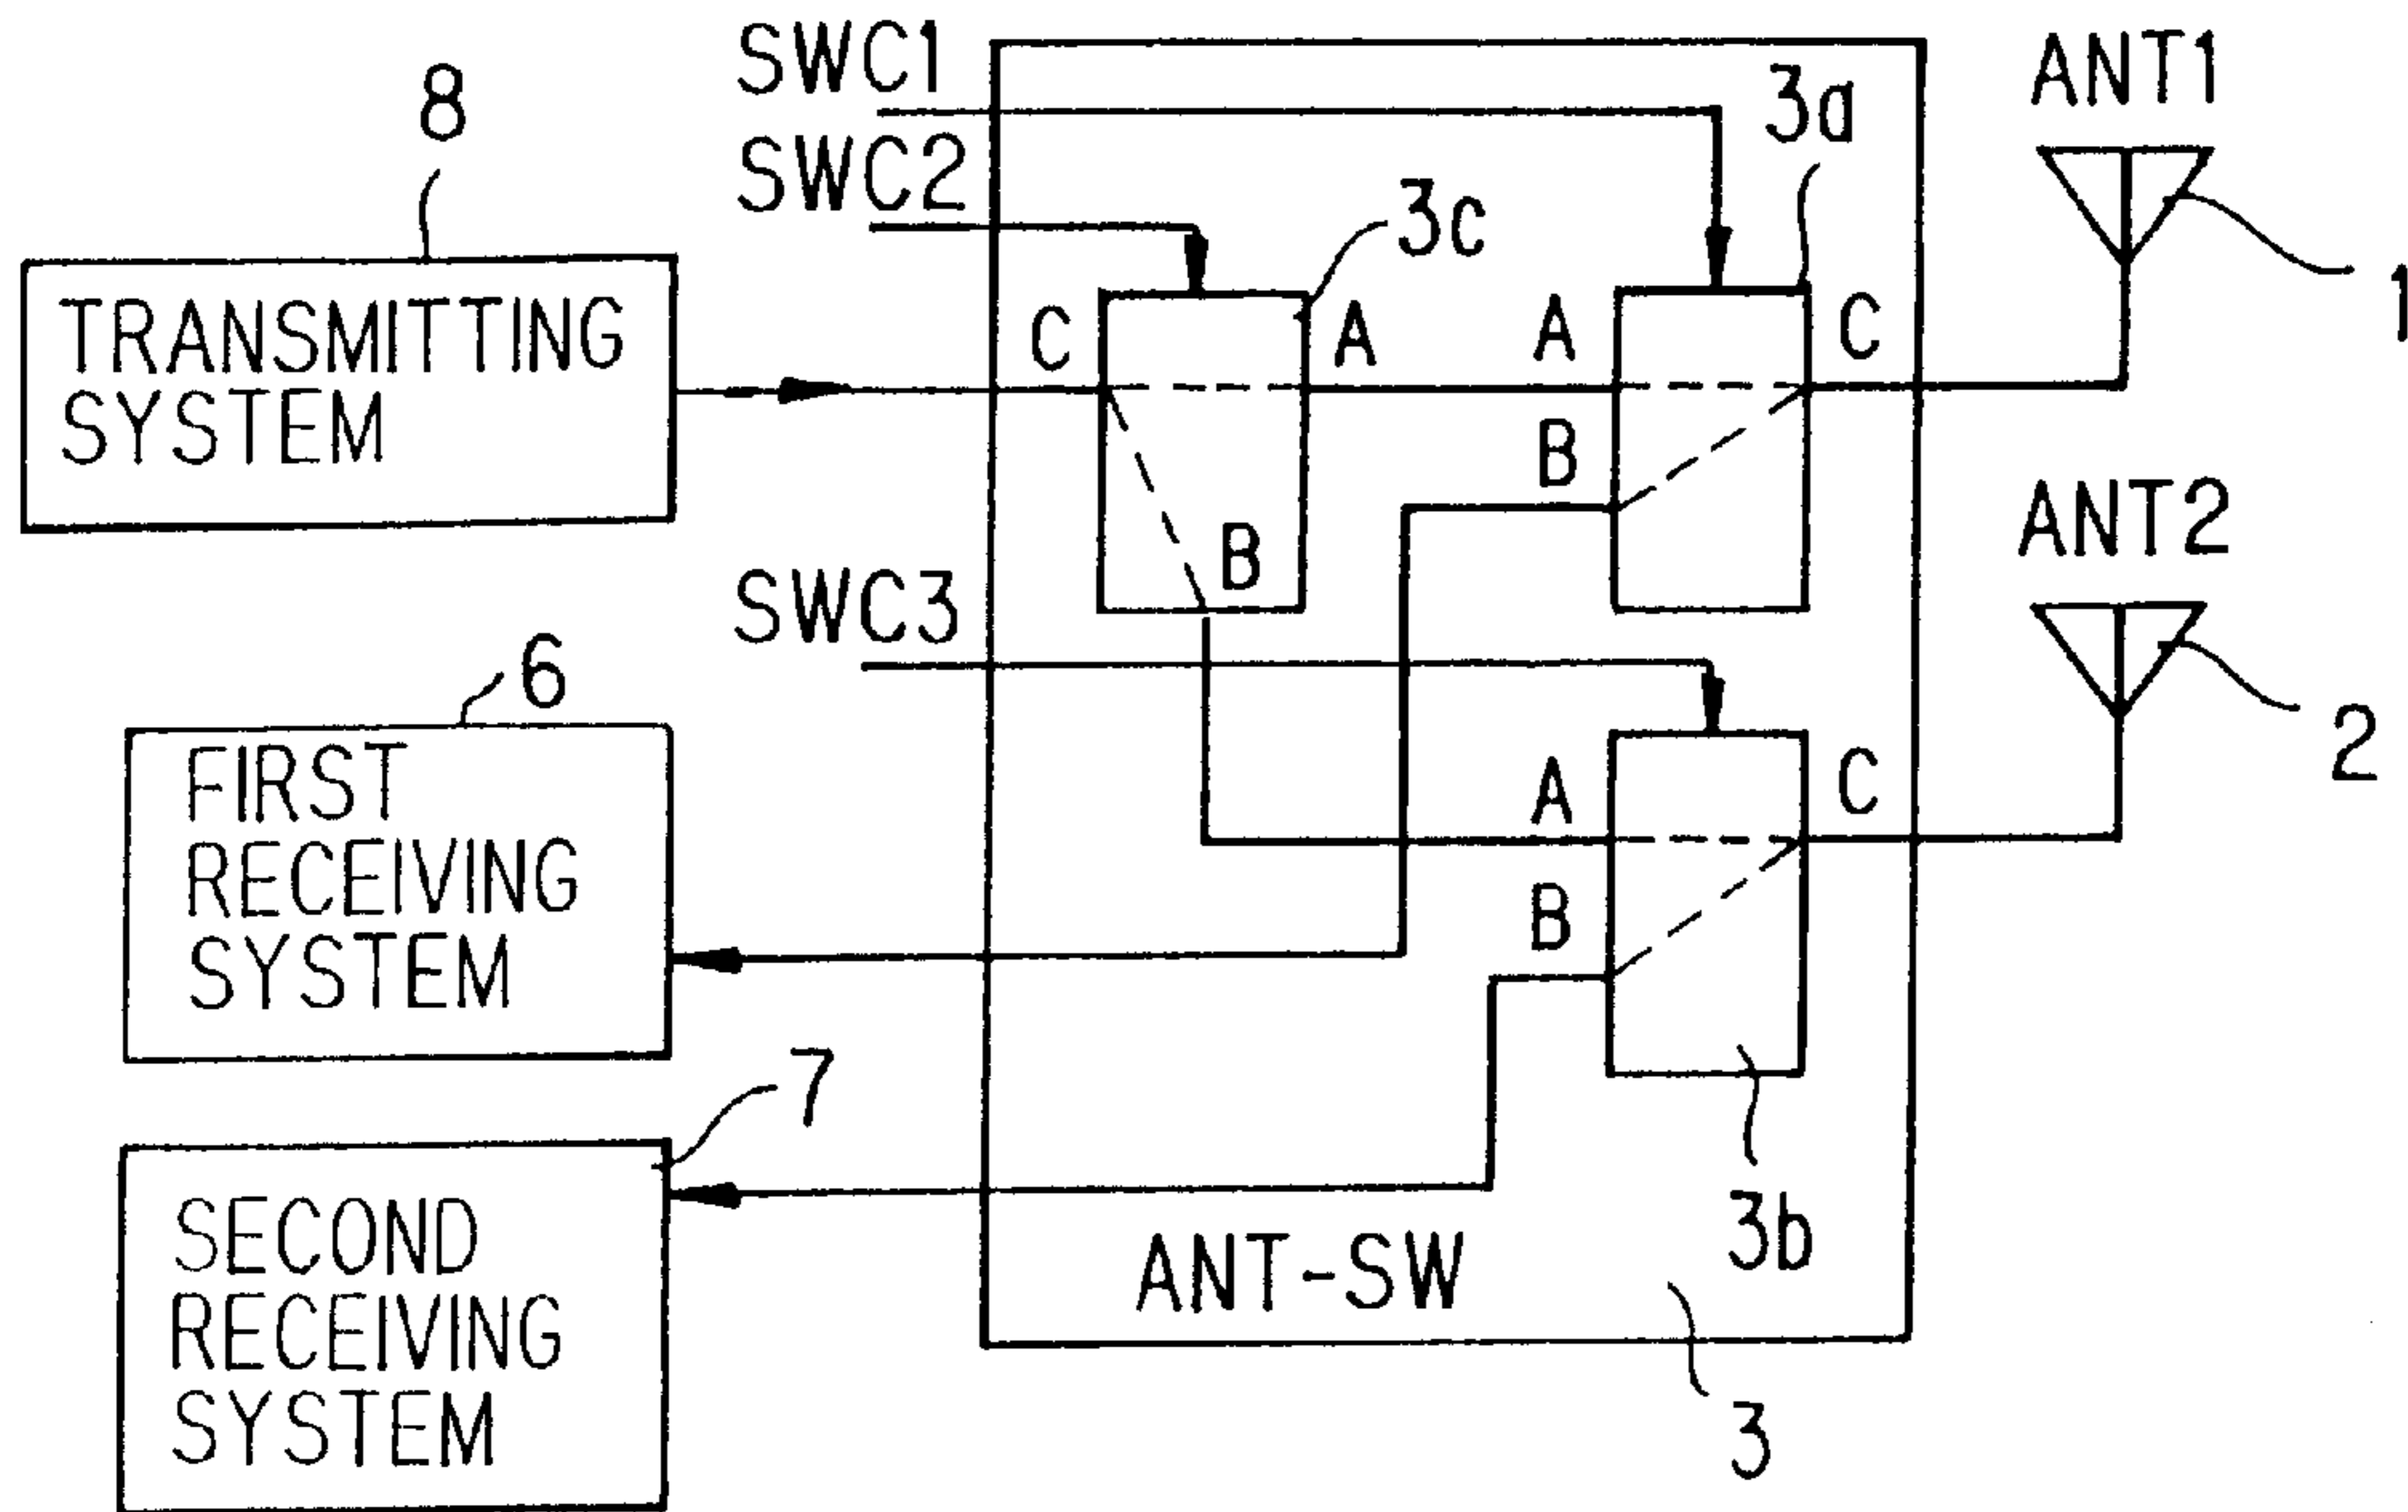 SWC1
ANT1
8
3a
SWC2
3c
1
TRANSMITTING
SYSTEM
C
A
A
C
B
ANT2
B
SWC3
6
2
FIRST
RECEIVING
SYSTEM
A
C
B
7
SECOND
RECEIVING
SYSTEM
3b
ANT-SW
3